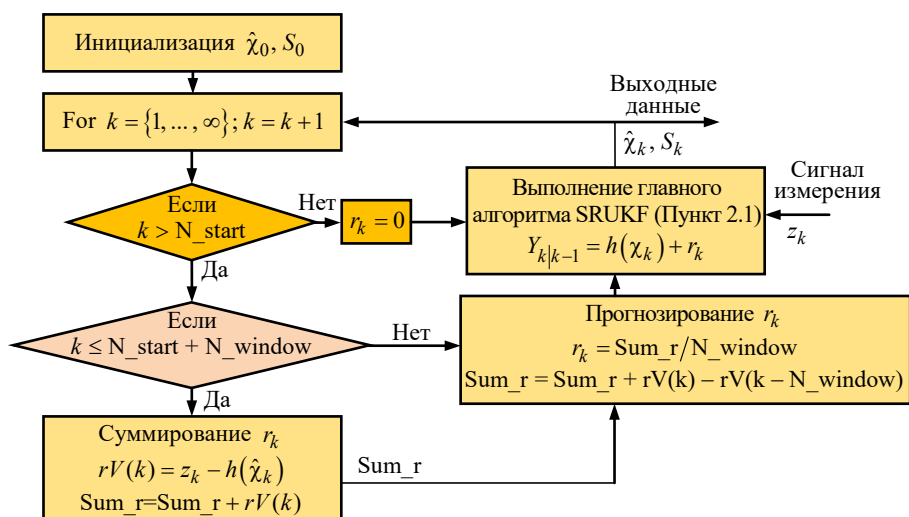 Инициализация χ̂₀, S₀
For k = {1, ..., ∞}; k = k + 1
Выходные
данные
χ̂ₖ, Sₖ
Если
k > N_start
Нет
rₖ = 0
Выполнение главного
алгоритма SRUKF (Пункт 2.1)
Yₖ|ₖ₋₁ = h(χₖ) + rₖ
Сигнал
измерения
zₖ
Да
Если
k ≤ N_start + N_window
Нет
Прогнозирование rₖ
rₖ = Sum_r/N_window
Sum_r = Sum_r + rV(k) – rV(k – N_window)
Да
Суммирование rₖ
rV(k) = zₖ – h(χ̂ₖ)
Sum_r=Sum_r + rV(k)
Sum_r